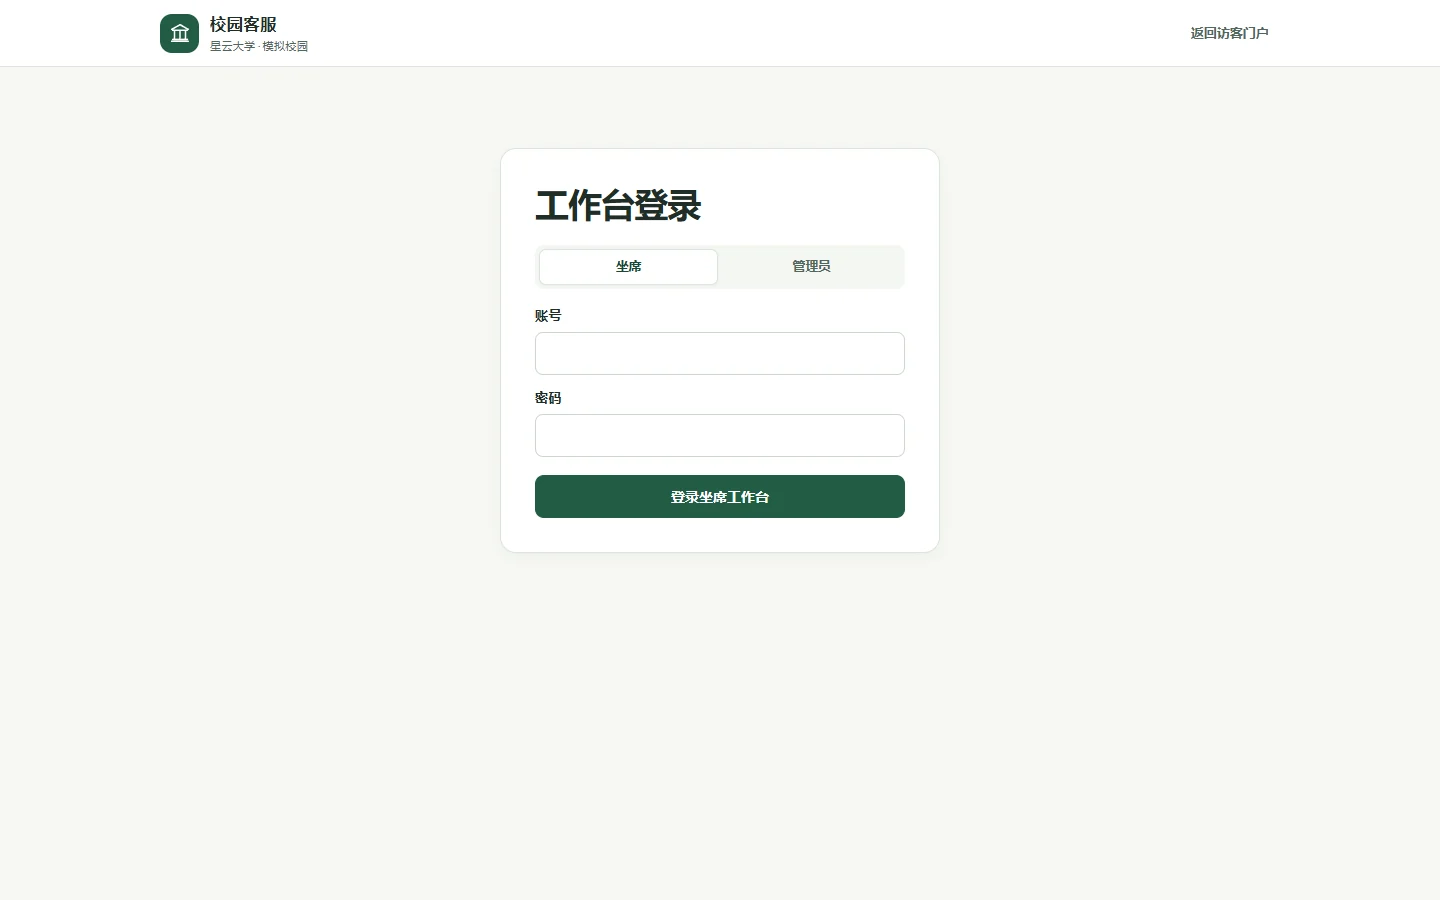 校园客服
星云大学 · 模拟校园
返回访客门户
工作台登录
坐席
管理员
账号
密码
登录坐席工作台